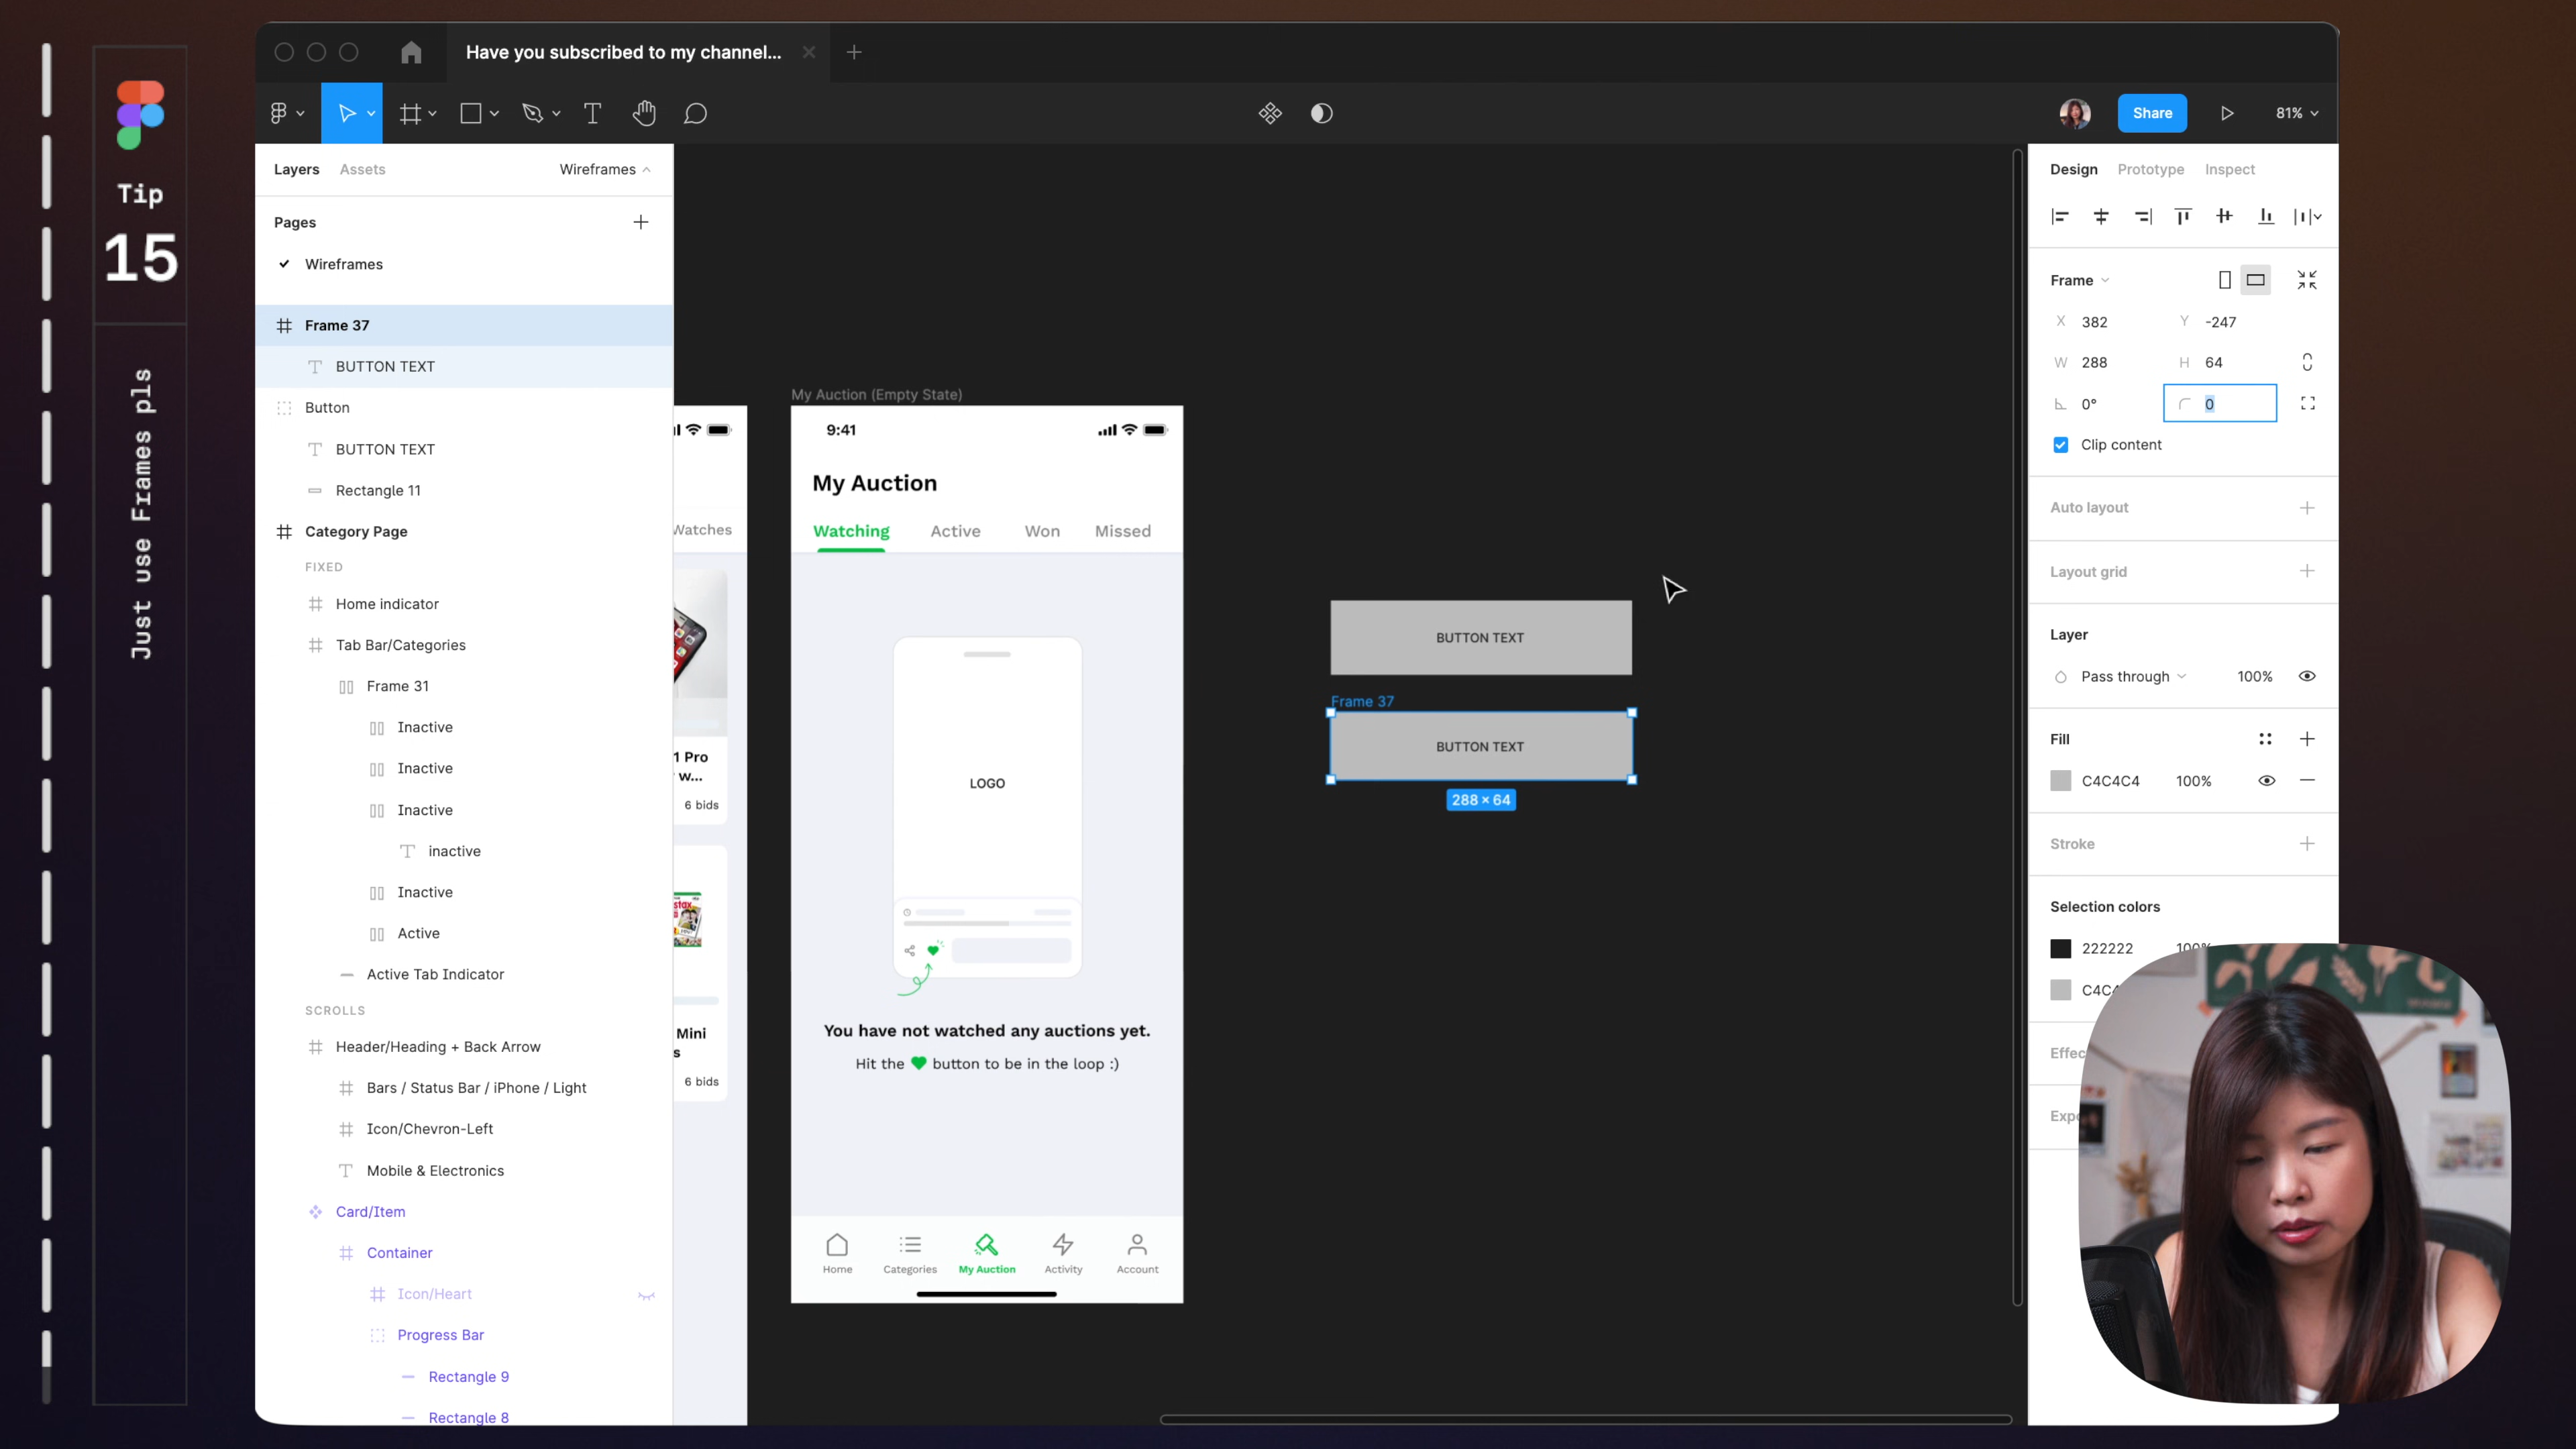 Tip
15
Just use Frames pls
Have you subscribed to my channel...
Share
81%
Layers
Assets
Wireframes
Pages
Wireframes
Frame 37
BUTTON TEXT
Button
BUTTON TEXT
Rectangle 11
Category Page
FIXED
Home indicator
Tab Bar/Categories
Frame 31
Inactive
Inactive
Inactive
inactive
Inactive
Active
Active Tab Indicator
SCROLLS
Header/Heading + Back Arrow
Bars / Status Bar / iPhone / Light
Icon/Chevron-Left
Mobile & Electronics
Card/Item
Container
Icon/Heart
Progress Bar
Rectangle 9
Rectangle 8
Watches
1 Pro
w...
6 bids
Mini
s
6 bids
My Auction (Empty State)
9:41
My Auction
Watching
Active
Won
Missed
LOGO
You have not watched any auctions yet.
Hit the button to be in the loop :)
Home
Categories
My Auction
Activity
Account
BUTTON TEXT
Frame 37
BUTTON TEXT
288 × 64
Design
Prototype
Inspect
Frame
X 382
Y -247
W 288
H 64
0°
0
Clip content
Auto layout
Layout grid
Layer
Pass through
100%
Fill
C4C4C4
100%
Stroke
Selection colors
222222
100%
C4C4
Effec
Expo